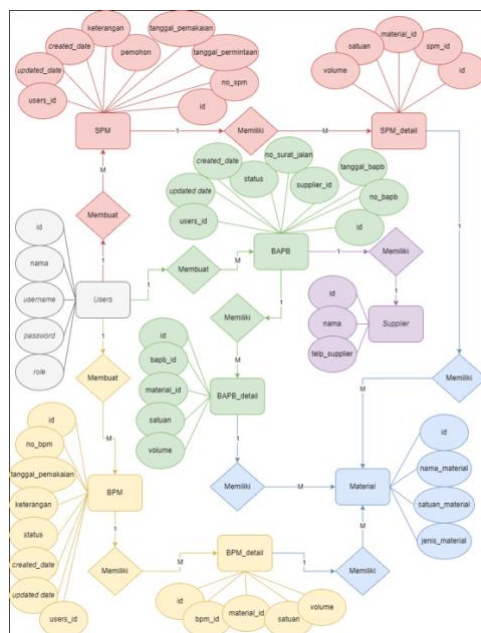 keterangan
tanggal_pemakaian
created_date
pemohon
tanggal_permintaan
updated_date
no_spm
users_id
id
SPM
1
Memiliki
M
SPM_detail
material_id
satuan
spm_id
volume
id
M
Membuat
1
created_date
no_surat_jalan
status
tanggal_bapb
updated date
supplier_id
no_bapb
users_id
id
id
nama
username
password
role
Users
1
Membuat
M
BAPB
1
Memiliki
1
id
nama
telp_supplier
Supplier
1
Memiliki
M
1
Memiliki
M
1
Membuat
M
id
bapb_id
material_id
satuan
volume
BAPB_detail
1
Memiliki
M
Material
id
nama_material
satuan_material
jenis_material
id
no_bpm
tanggal_pemakaian
keterangan
status
created_date
updated date
users_id
BPM
1
Memiliki
M
BPM_detail
1
Memiliki
M
id
bpm_id
material_id
satuan
volume